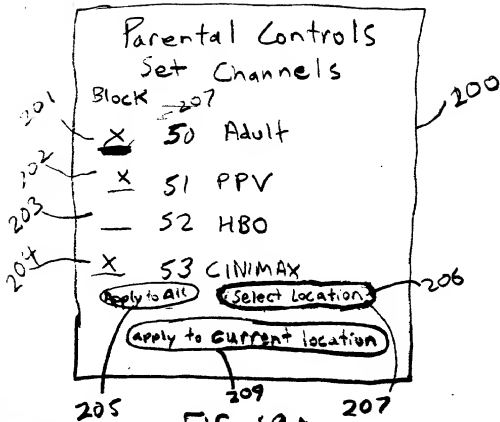 Parental Controls
Set Channels
Block 207
201 X 50 Adult 200
202 X 51 PPV
203 52 HBO
204 X 53 CINIMAX
Apply to All Select Location 206
apply to current location
205 209 207